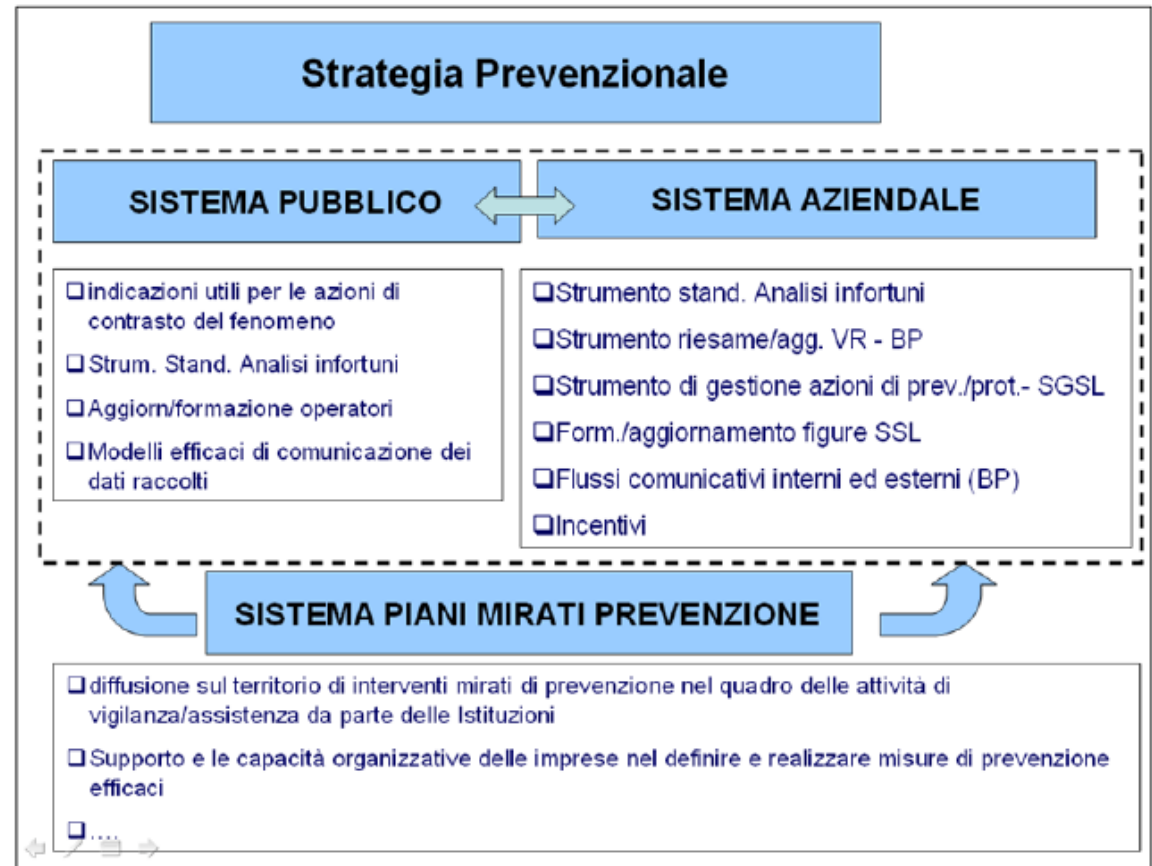 Strategia Prevenzionale
SISTEMA PUBBLICO
SISTEMA AZIENDALE
indicazioni utili per le azioni di
contrasto del fenomeno
Strum. Stand. Analisi infortuni
Aggiorn/formazione operatori
Modelli efficaci di comunicazione dei
dati raccolti
Strumento stand. Analisi infortuni
Strumento riesame/agg. VR - BP
Strumento di gestione azioni di prev./prot.- SGSL
Form./aggiornamento figure SSL
Flussi comunicativi interni ed esterni (BP)
Incentivi
SISTEMA PIANI MIRATI PREVENZIONE
diffusione sul territorio di interventi mirati di prevenzione nel quadro delle attività di
vigilanza/assistenza da parte delle Istituzioni
Supporto e le capacità organizzative delle imprese nel definire e realizzare misure di prevenzione
efficaci
....